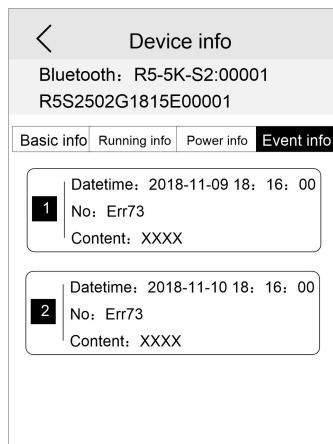 Device info
Bluetooth：R5-5K-S2:00001
R5S2502G1815E00001
Basic info Running info Power info Event info
1
Datetime：2018-11-09 18：16：00
No：Err73
Content：XXXX
2
Datetime：2018-11-10 18：16：00
No：Err73
Content：XXXX